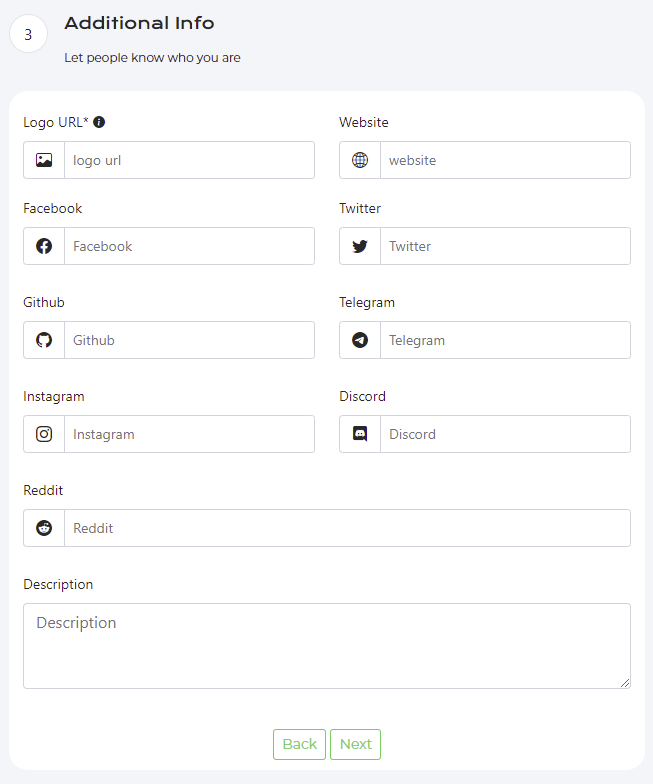 3
Additional Info
Let people know who you are
Logo URL*
Website
logo url
website
Facebook
Twitter
Facebook
Twitter
Github
Telegram
Github
Telegram
Instagram
Discord
Instagram
Discord
Reddit
Reddit
Description
Description
Back Next